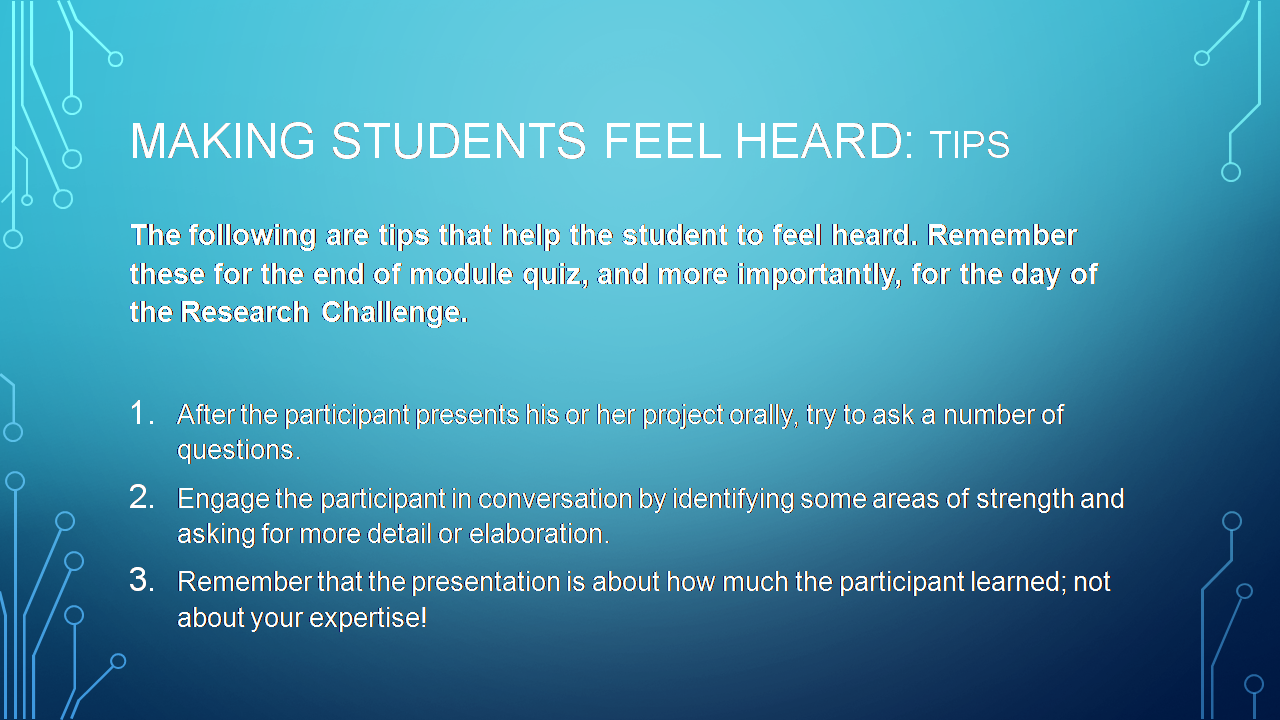 MAKING STUDENTS FEEL HEARD: TIPS
The following are tips that help the student to feel heard. Remember
these for the end of module quiz, and more importantly, for the day of
the Research Challenge.
1. After the participant presents his or her project orally, try to ask a number of
questions.
2. Engage the participant in conversation by identifying some areas of strength and
asking for more detail or elaboration.
3. Remember that the presentation is about how much the participant learned; not
about your expertise!